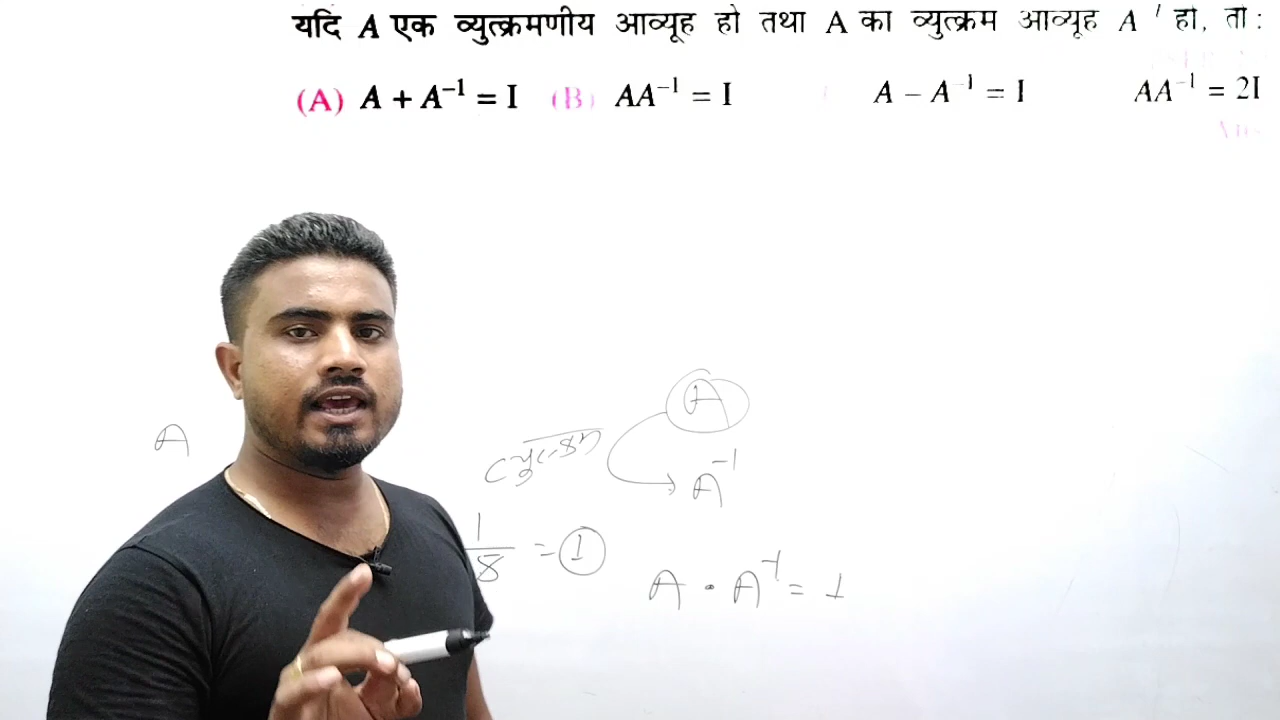 यदि A एक व्युत्क्रमणीय आव्यूह हो तथा A का व्युत्क्रम आव्यूह A ' हो, तो :
(A) A + A⁻¹ = I (B) AA⁻¹ = I A − A⁻¹ = I AA⁻¹ = 2I
A
A
A⁻¹
1/8 = 1
A · A⁻¹ = 1